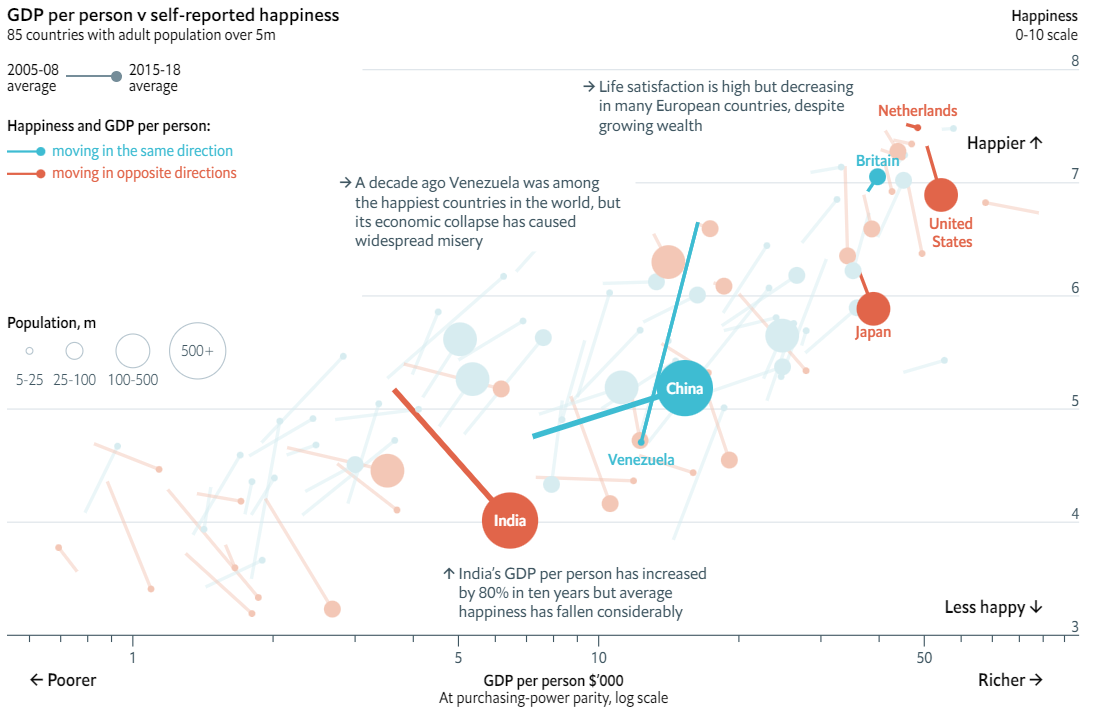 GDP per person v self-reported happiness
85 countries with adult population over 5m
Happiness
0-10 scale
2005-08
average
2015-18
average
Happiness and GDP per person:
moving in the same direction
moving in opposite directions
8
→ Life satisfaction is high but decreasing
in many European countries, despite
growing wealth
Netherlands
Happier ↑
Britain
7
→ A decade ago Venezuela was among
the happiest countries in the world, but
its economic collapse has caused
widespread misery
United
States
6
Population, m
500+
5-25
25-100
100-500
Japan
China
5
Venezuela
India
4
↑ India's GDP per person has increased
by 80% in ten years but average
happiness has fallen considerably
Less happy ↓
3
1
5
10
50
← Poorer
GDP per person $'000
Richer →
At purchasing-power parity, log scale